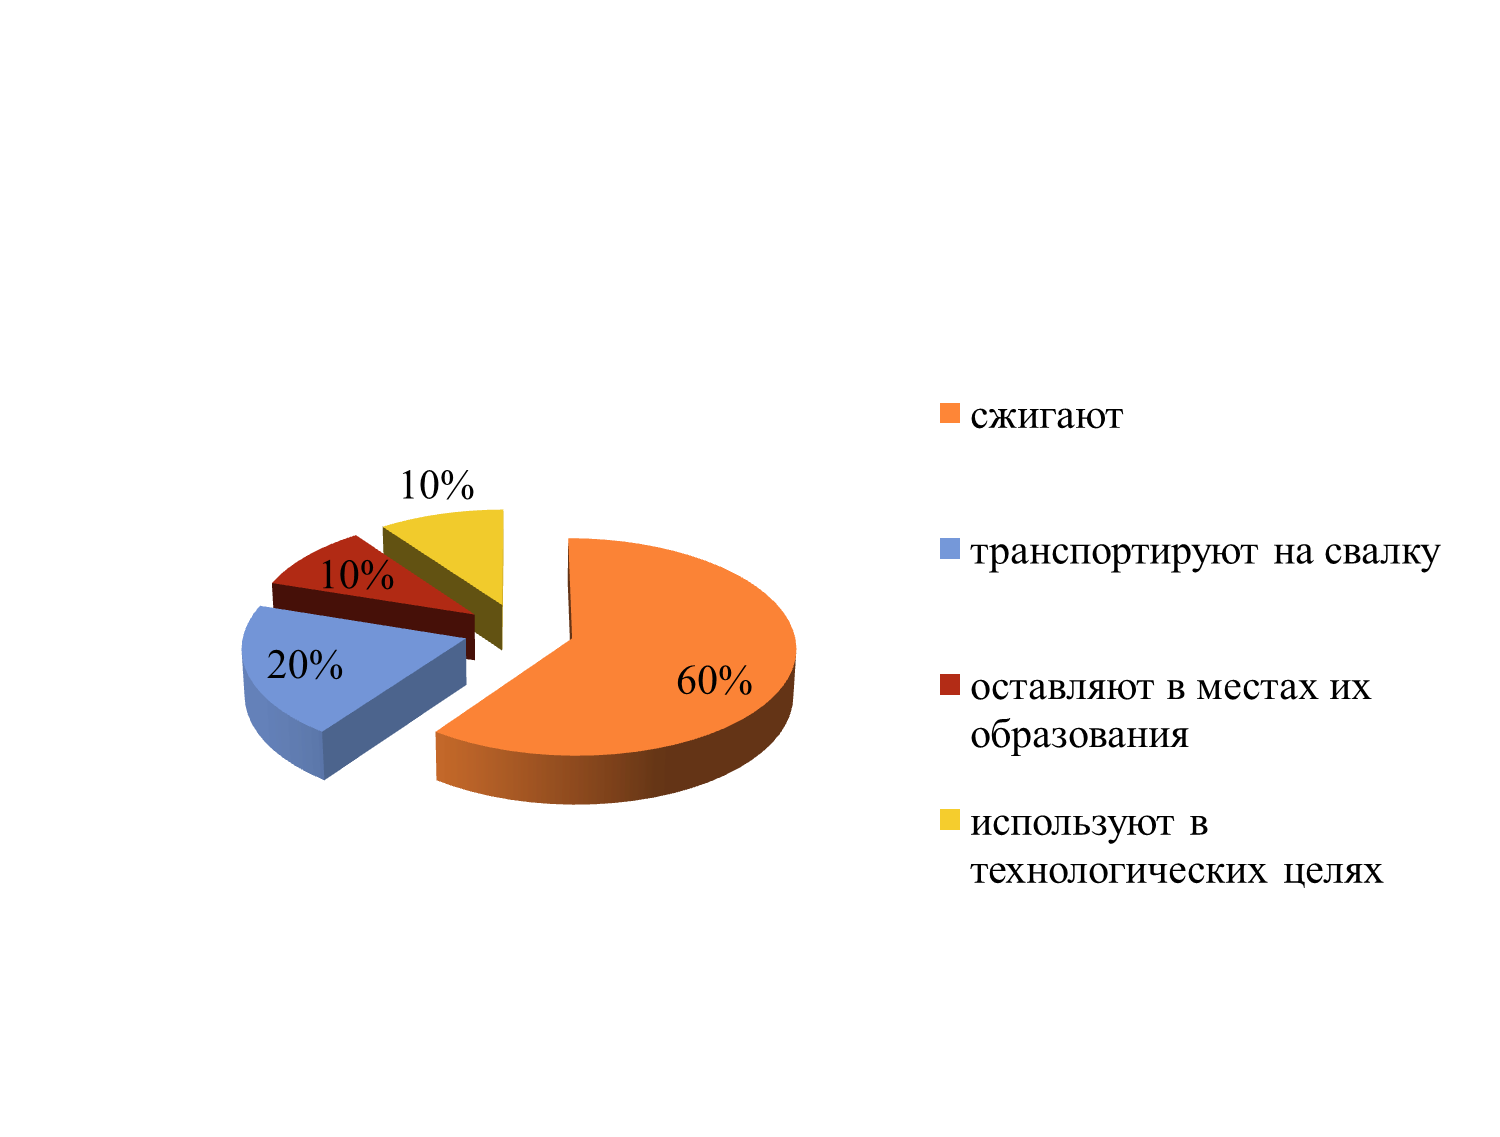 сжигают
10%
транспортируют на свалку
10%
20%
60%
оставляют в местах их
образования
используют в
технологических целях